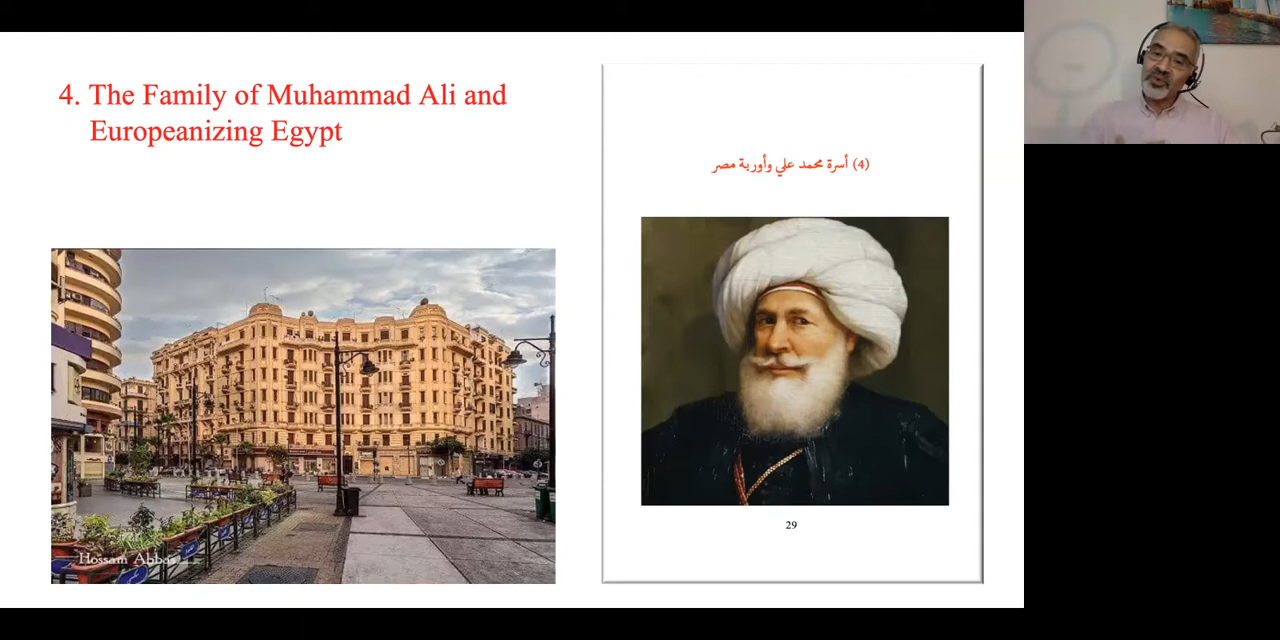 4. The Family of Muhammad Ali and
Europeanizing Egypt
(4) أسرة محمد علي وأوربة مصر
29
Hossam Abbas